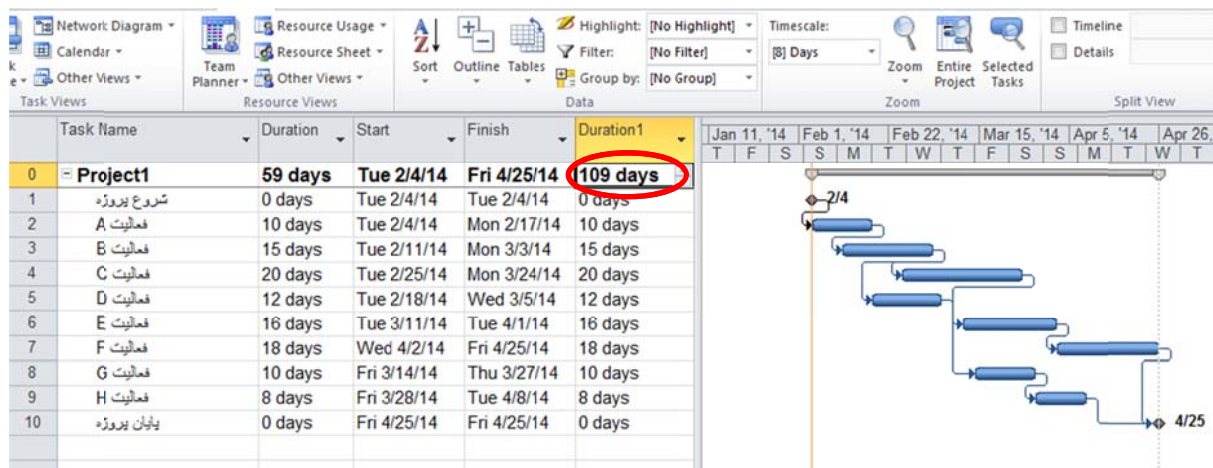 Network Diagram Resource Usage Highlight: [No Highlight] Timescale: Timeline
Calendar Resource Sheet Filter: [No Filter] [8] Days Details
Other Views Team Planner Other Views Sort Outline Tables Group by: [No Group] Zoom Entire Project Selected Tasks
Task Views Resource Views Data Zoom Split View
Task Name Duration Start Finish Duration1 Jan 11, '14 Feb 1, '14 Feb 22, '14 Mar 15, '14 Apr 5, '14 Apr 26,
T F S S M T W T F S S M T W T
0 Project1 59 days Tue 2/4/14 Fri 4/25/14 109 days
1 شروع پروژه 0 days Tue 2/4/14 Tue 2/4/14 0 days 2/4
2 فعالیت A 10 days Tue 2/4/14 Mon 2/17/14 10 days
3 فعالیت B 15 days Tue 2/11/14 Mon 3/3/14 15 days
4 فعالیت C 20 days Tue 2/25/14 Mon 3/24/14 20 days
5 فعالیت D 12 days Tue 2/18/14 Wed 3/5/14 12 days
6 فعالیت E 16 days Tue 3/11/14 Tue 4/1/14 16 days
7 فعالیت F 18 days Wed 4/2/14 Fri 4/25/14 18 days
8 فعالیت G 10 days Fri 3/14/14 Thu 3/27/14 10 days
9 فعالیت H 8 days Fri 3/28/14 Tue 4/8/14 8 days
10 پایان پروژه 0 days Fri 4/25/14 Fri 4/25/14 0 days 4/25